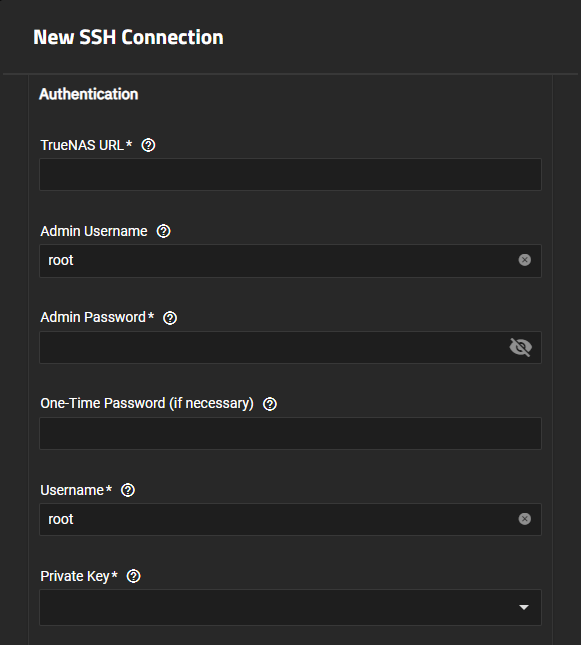 New SSH Connection
Authentication
TrueNAS URL*
Admin Username
root
Admin Password*
One-Time Password (if necessary)
Username*
root
Private Key*